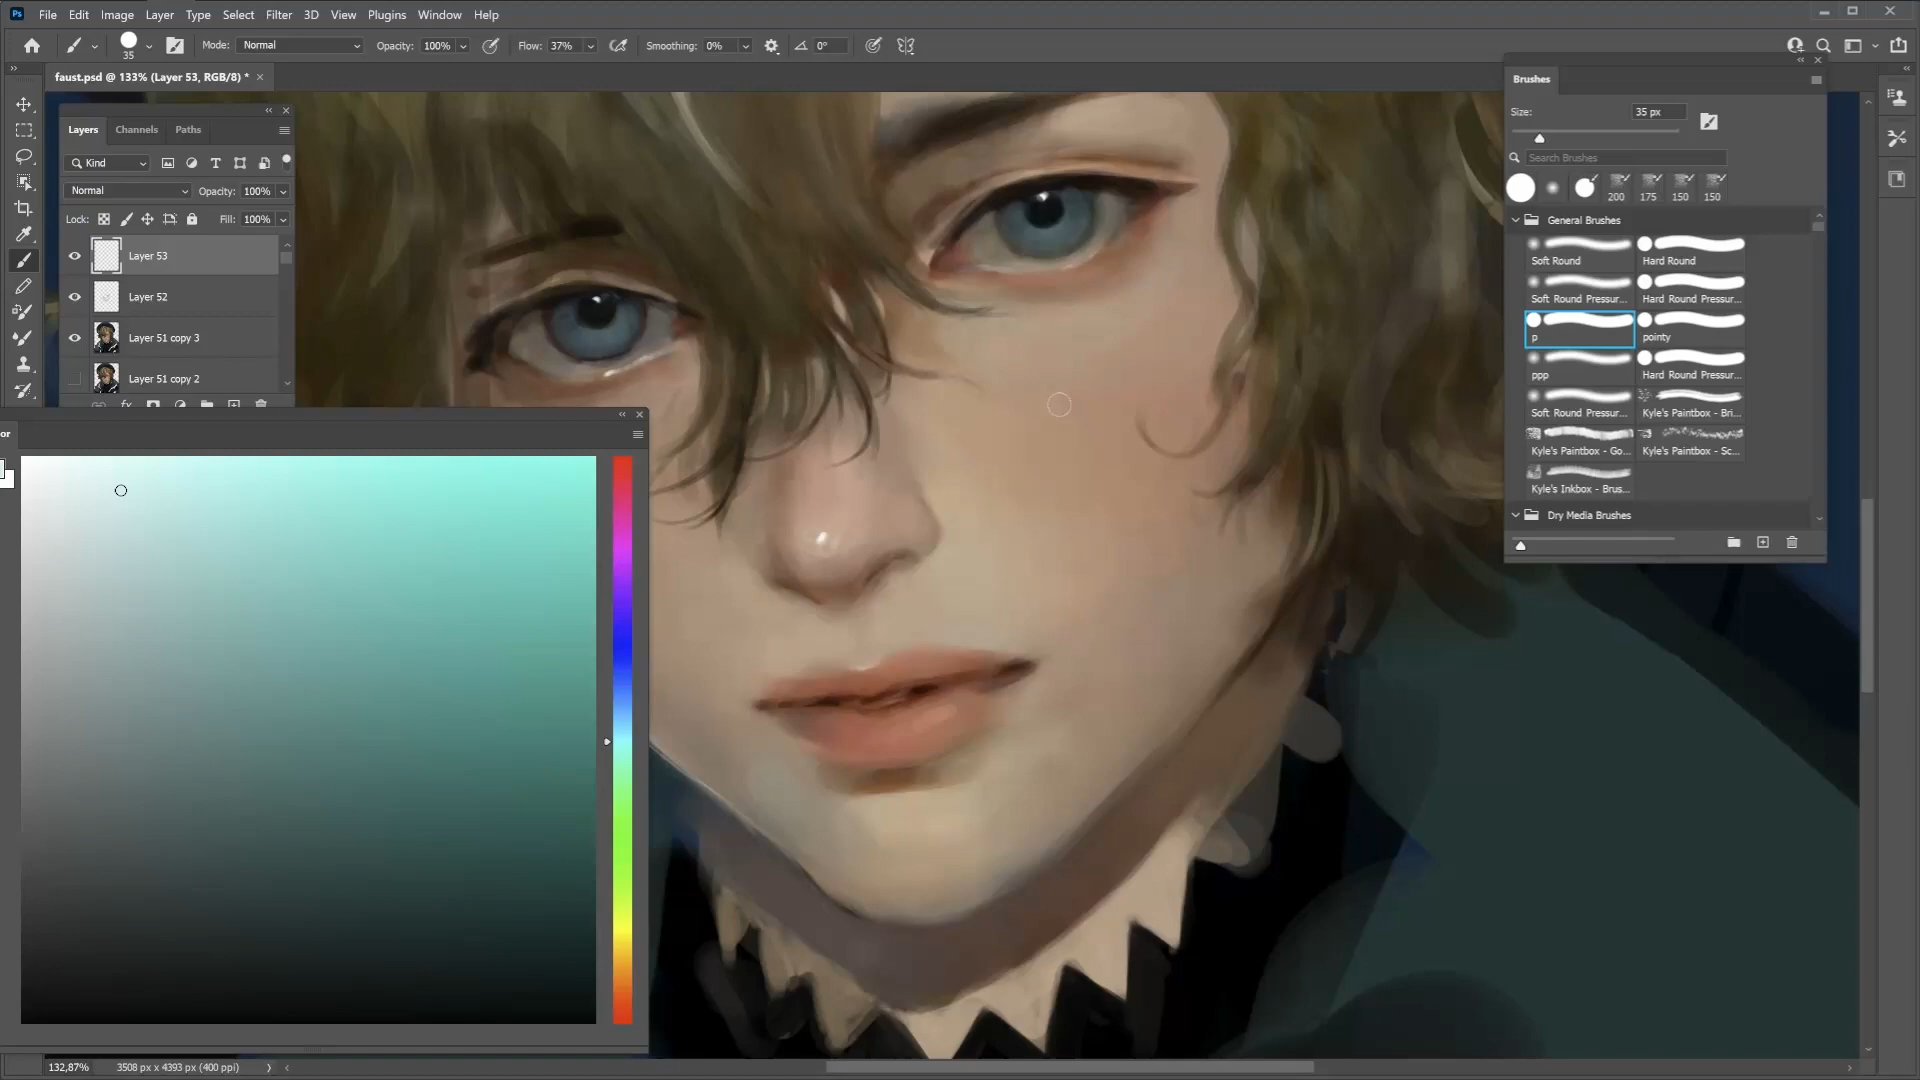 Ps File Edit Image Layer Type Select Filter 3D View Plugins Window Help
35 Mode: Normal Opacity: 100% Flow: 37% Smoothing: 0% 0°
faust.psd @ 133% (Layer 53, RGB/8) *
Layers Channels Paths
Kind
Normal Opacity: 100%
Lock: Fill: 100%
Layer 53
Layer 52
Layer 51 copy 3
Layer 51 copy 2
fx
or
Brushes
Size: 35 px
Search Brushes
200 175 150 150
General Brushes
Soft Round Hard Round
Soft Round Pressur... Hard Round Pressur...
p pointy
ppp Hard Round Pressur...
Soft Round Pressur... Kyle's Paintbox - Bri...
Kyle's Paintbox - Go... Kyle's Paintbox - Sc...
Kyle's Inkbox - Brus...
Dry Media Brushes
132,87% 3508 px x 4393 px (400 ppi)